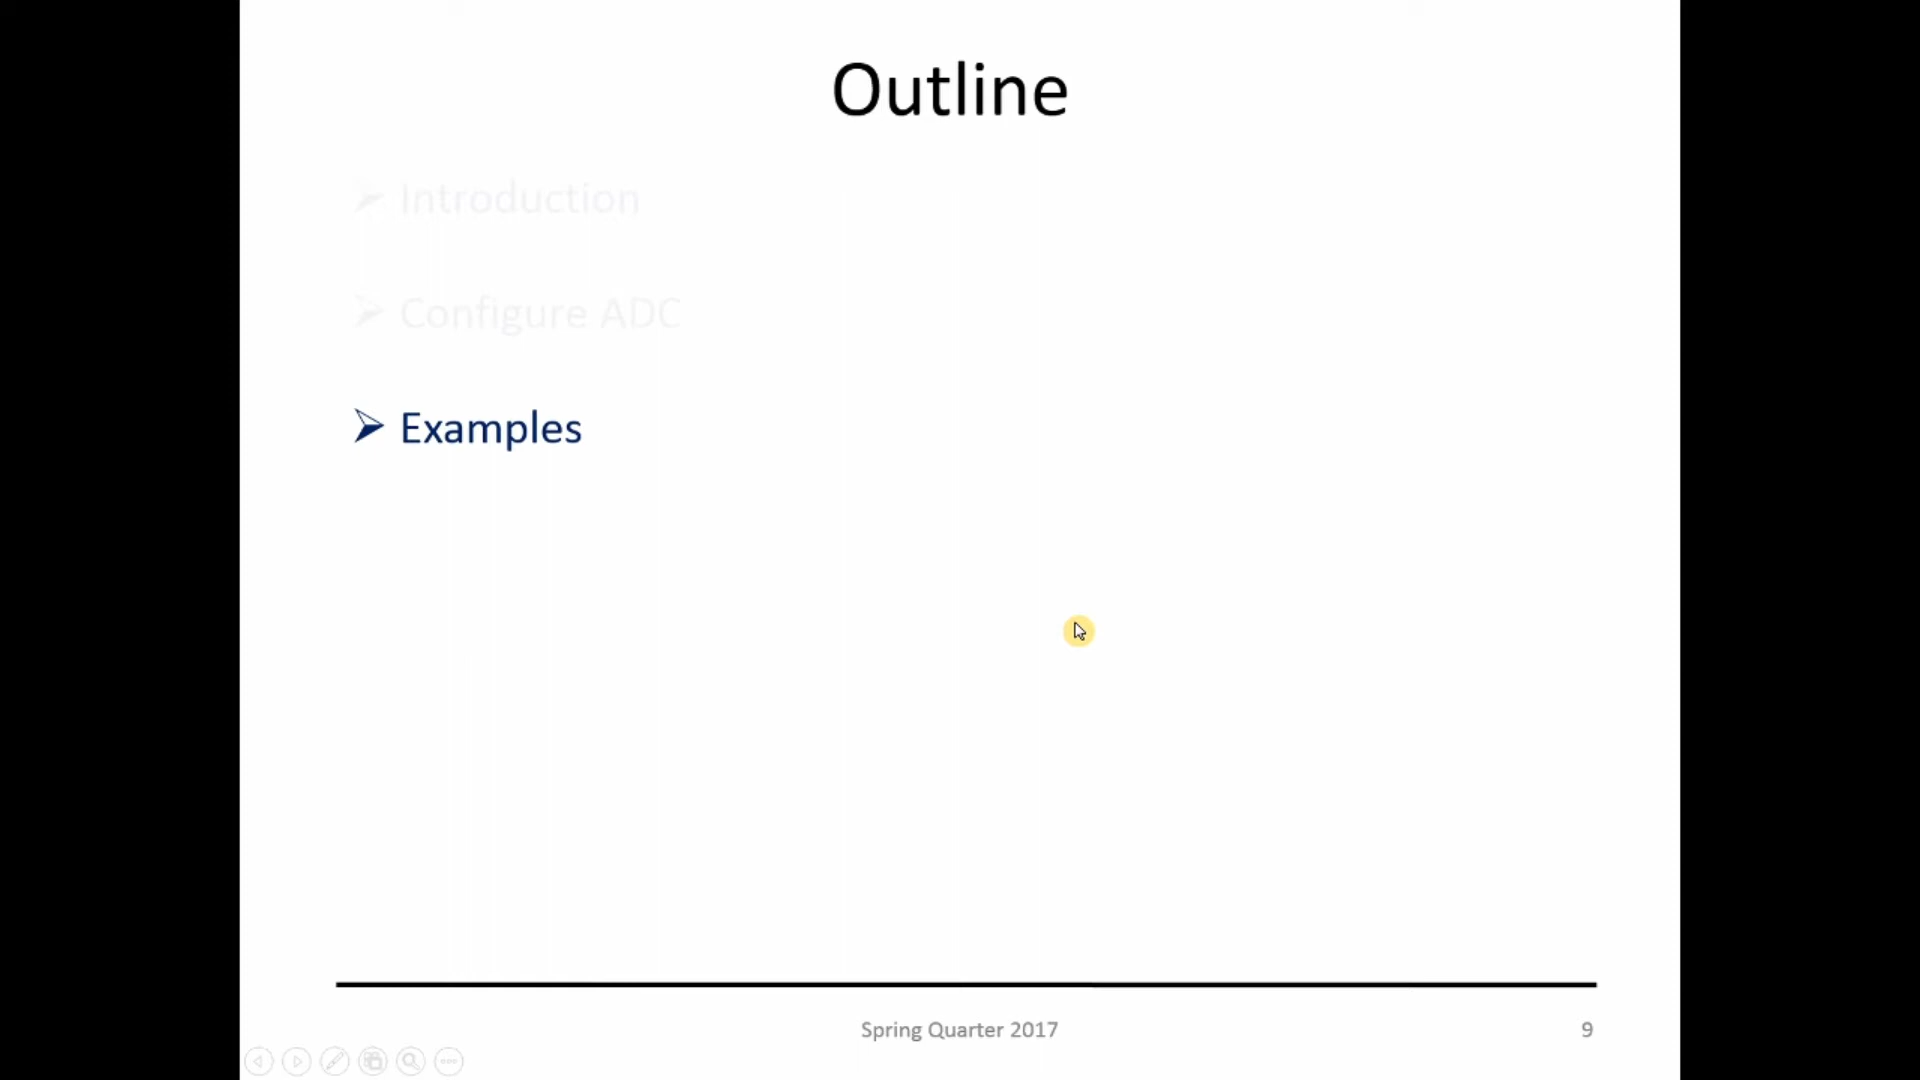 Outline
Introduction
Configure ADC
Examples
Spring Quarter 2017
9